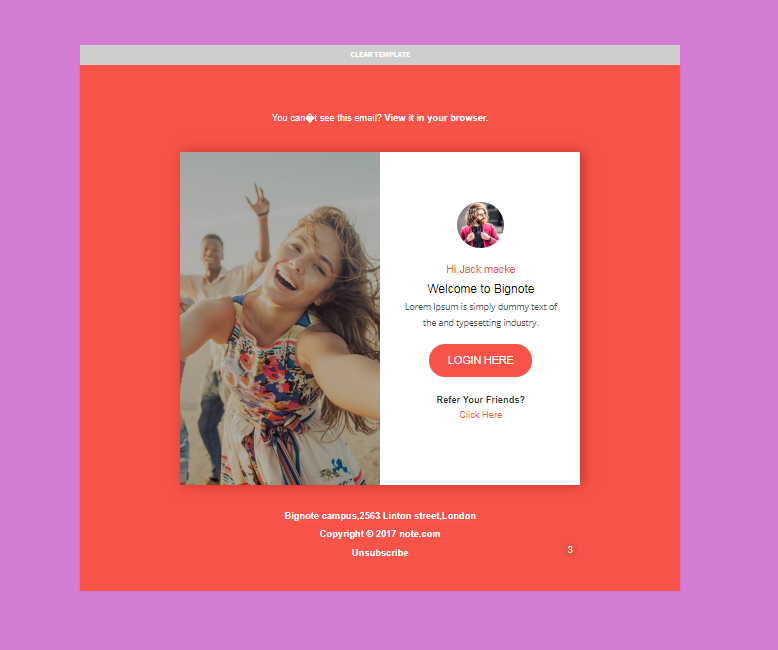 CLEAR TEMPLATE
You can�t see this email? View it in your browser.
Hi,Jack macke
Welcome to Bignote
Lorem Ipsum is simply dummy text of
the and typesetting industry.
LOGIN HERE
Refer Your Friends?
Click Here
Bignote campus,2563 Linton street,London
Copyright © 2017 note.com
Unsubscribe
3